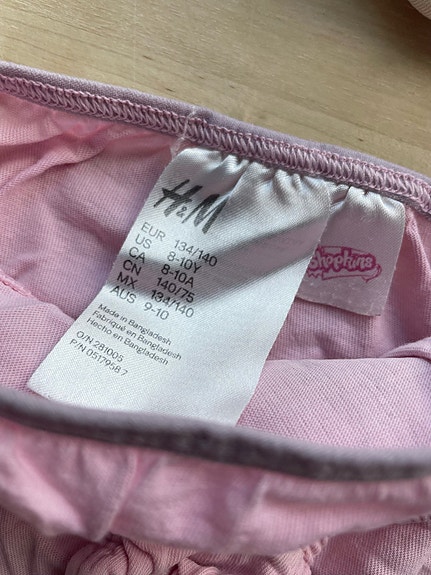 H&M
EUR 134/140
US 8-10Y
CA 8-10A
CN 140/75
MX 134/140
AUS 9-10
Made in Bangladesh
Fabriqué en Bangladesh
Hecho en Bangladesh
O/N 281005
P/N 0517958.7
Shopkins